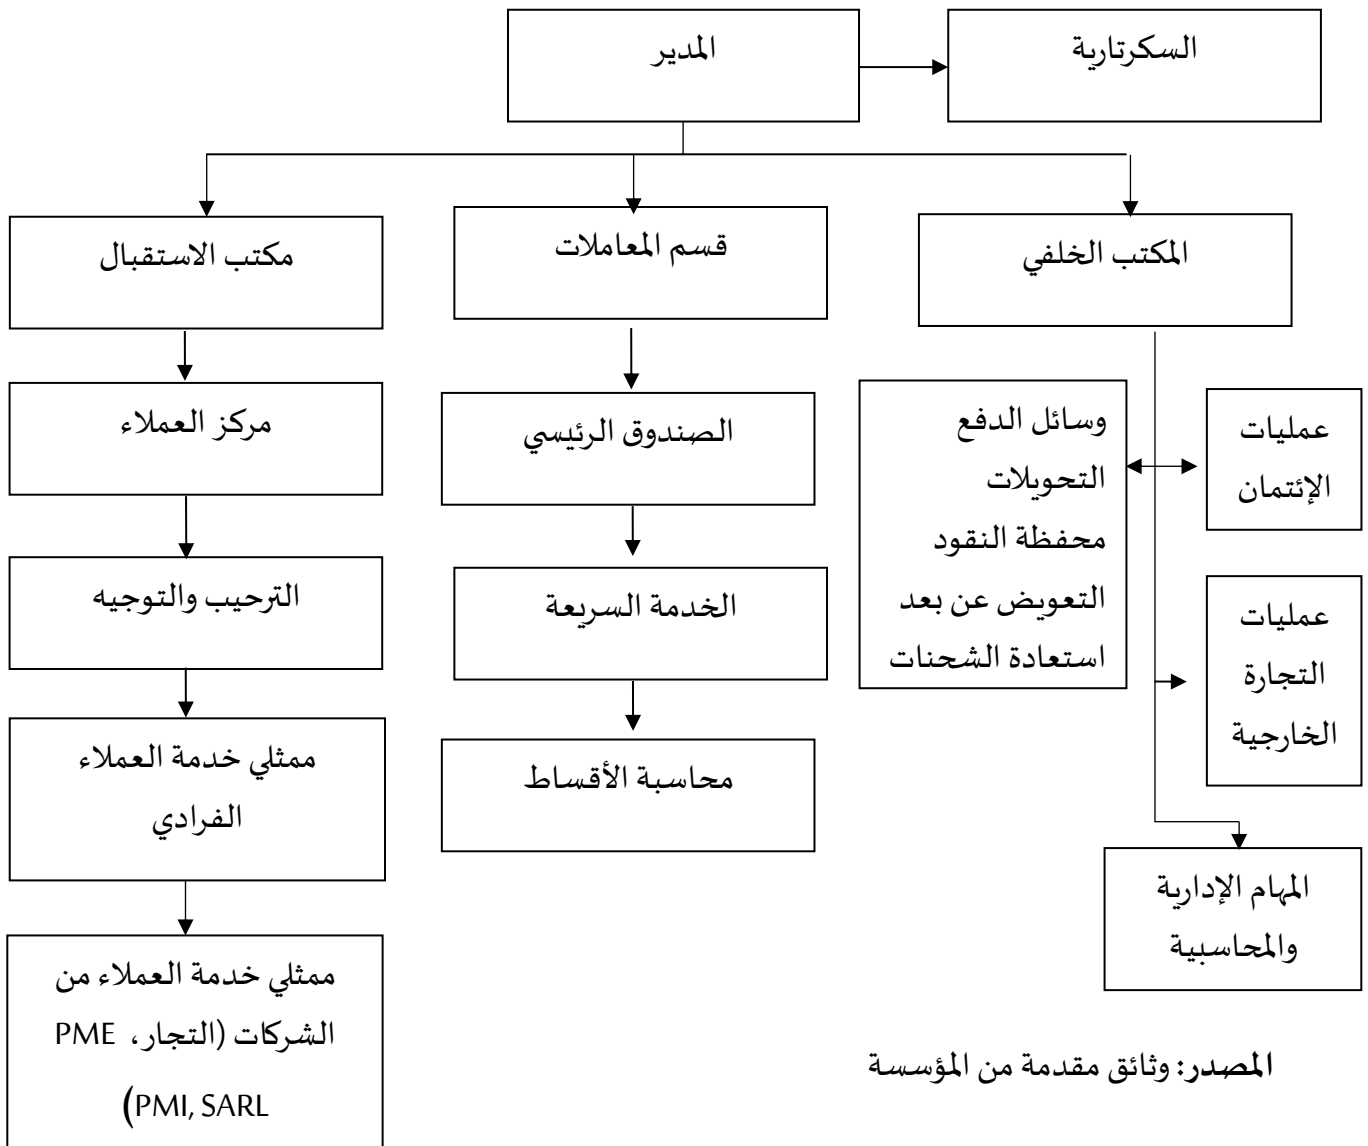 المدير
السكرتارية
المكتب الخلفي
قسم المعاملات
مكتب الاستقبال
عمليات
الإئتمان
وسائل الدفع
التحويلات
محفظة النقود
التعويض عن بعد
استعادة الشحنات
عمليات
التجارة
الخارجية
المهام الإدارية
والمحاسبية
الصندوق الرئيسي
الخدمة السريعة
محاسبة الأقساط
مركز العملاء
الترحيب والتوجيه
ممثلي خدمة العملاء
الفرادي
ممثلي خدمة العملاء من
الشركات (التجار، PME
PMI, SARL)
المصدر: وثائق مقدمة من المؤسسة